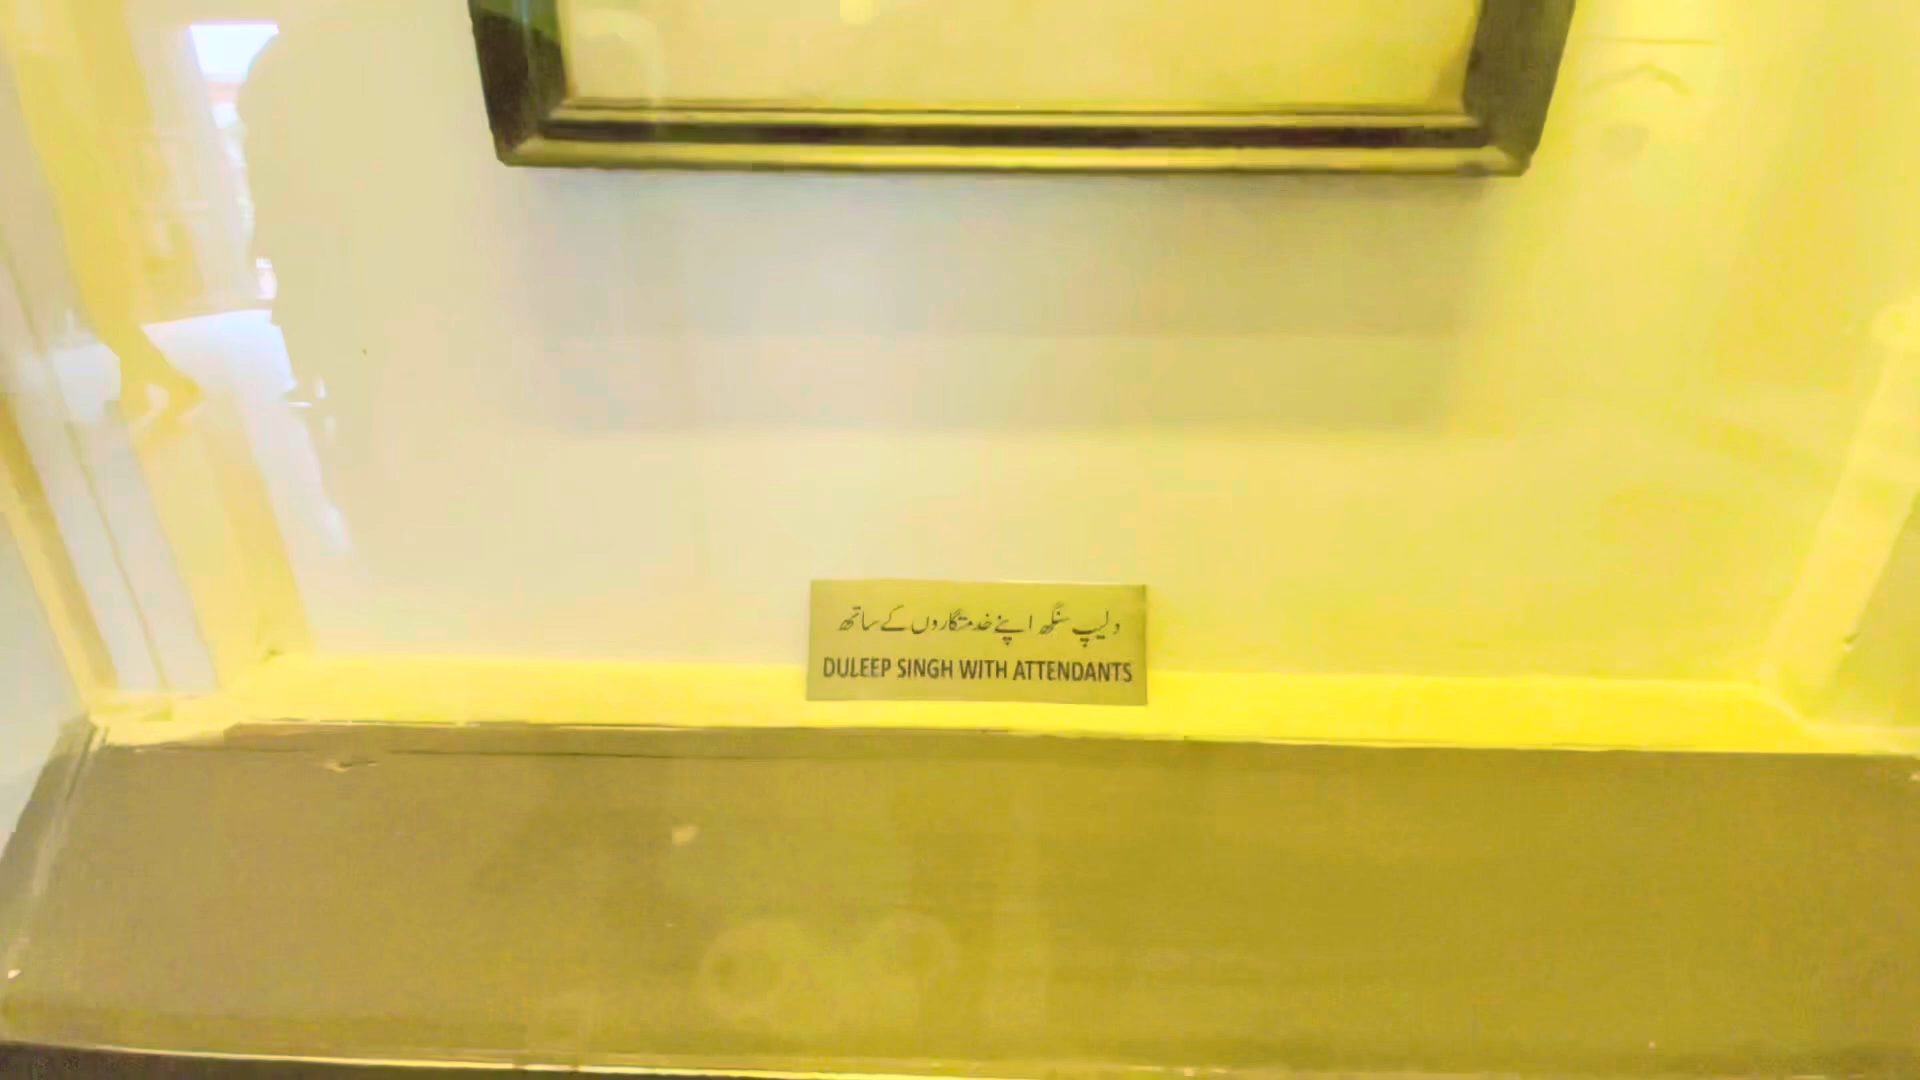 دلیپ سنگھ اپنے خدمتگاروں کے ساتھ
DULEEP SINGH WITH ATTENDANTS